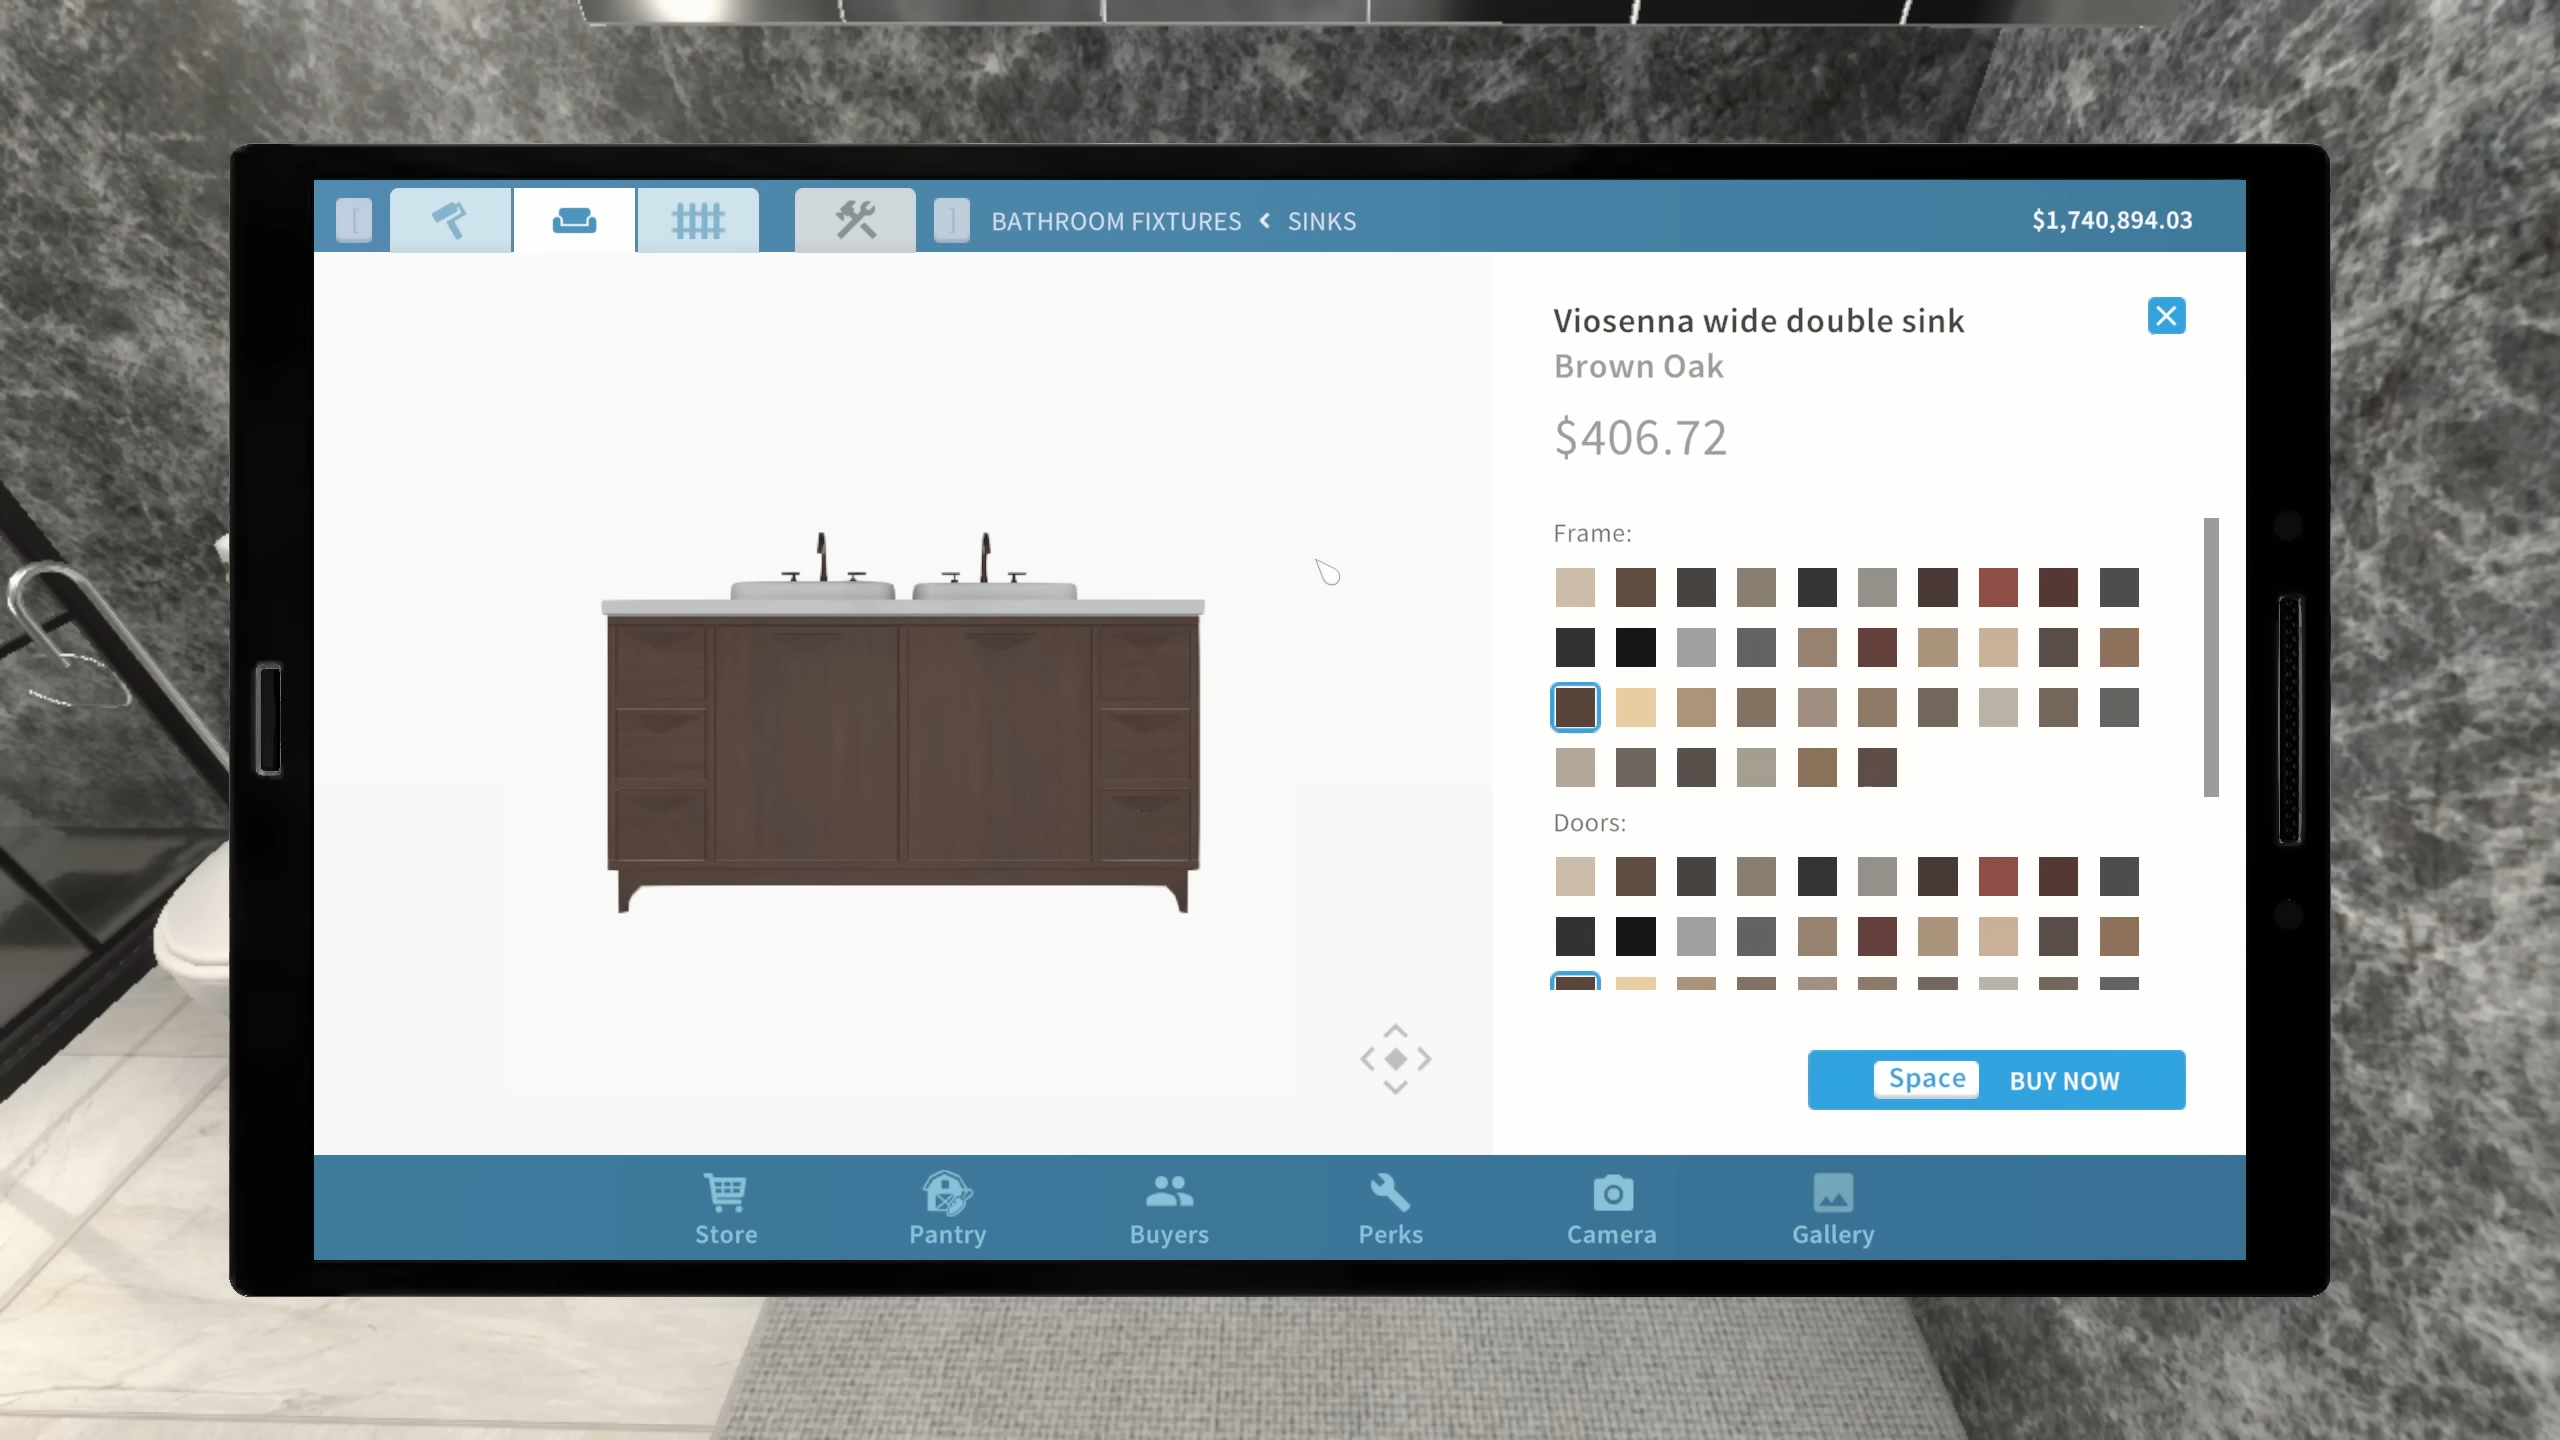 [
]
BATHROOM FIXTURES < SINKS
$1,740,894.03
Viosenna wide double sink
Brown Oak
$406.72
Frame:
Doors:
Space BUY NOW
Store Pantry Buyers Perks Camera Gallery